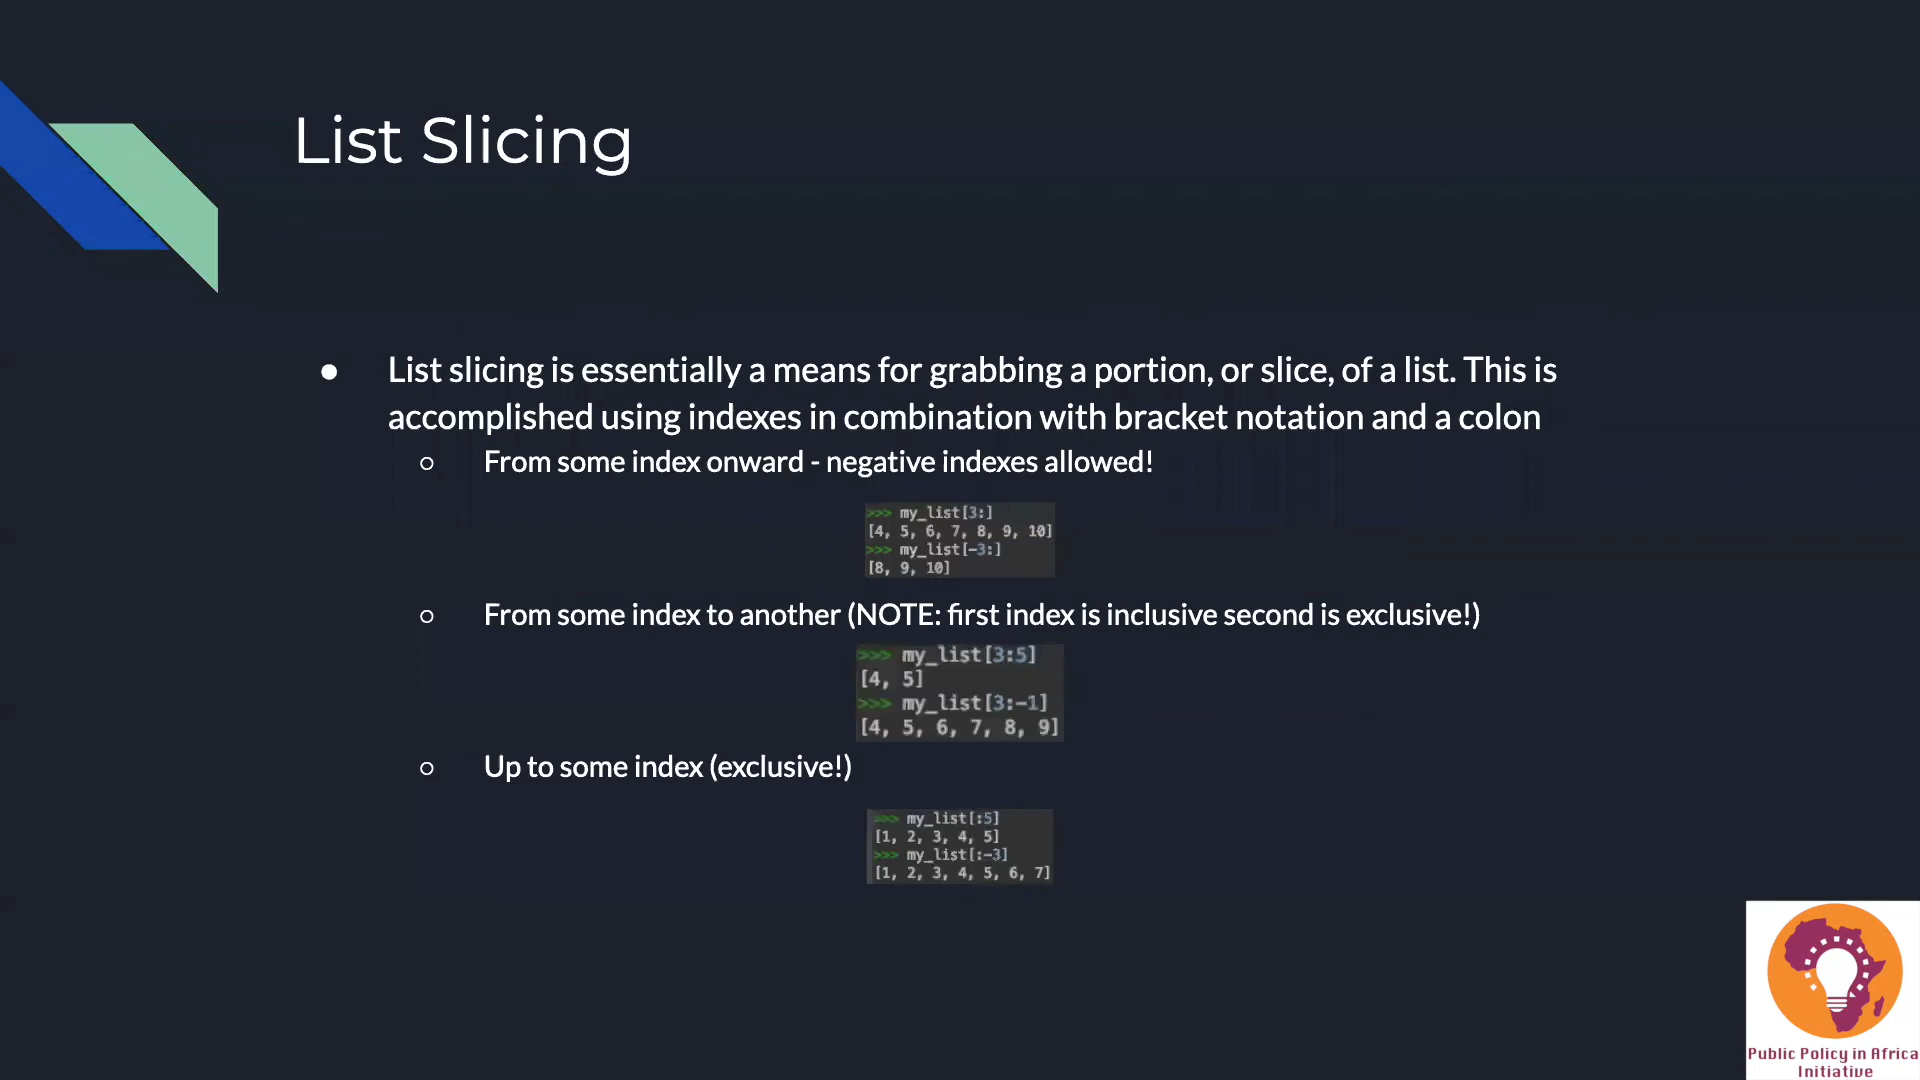 List Slicing
● List slicing is essentially a means for grabbing a portion, or slice, of a list. This is
accomplished using indexes in combination with bracket notation and a colon
○ From some index onward - negative indexes allowed!
>>> my_list[3:]
[4, 5, 6, 7, 8, 9, 10]
>>> my_list[-3:]
[8, 9, 10]
○ From some index to another (NOTE: first index is inclusive second is exclusive!)
>>> my_list[3:5]
[4, 5]
>>> my_list[3:-1]
[4, 5, 6, 7, 8, 9]
○ Up to some index (exclusive!)
>>> my_list[:5]
[1, 2, 3, 4, 5]
>>> my_list[:-3]
[1, 2, 3, 4, 5, 6, 7]
Public Policy in Africa
Initiative